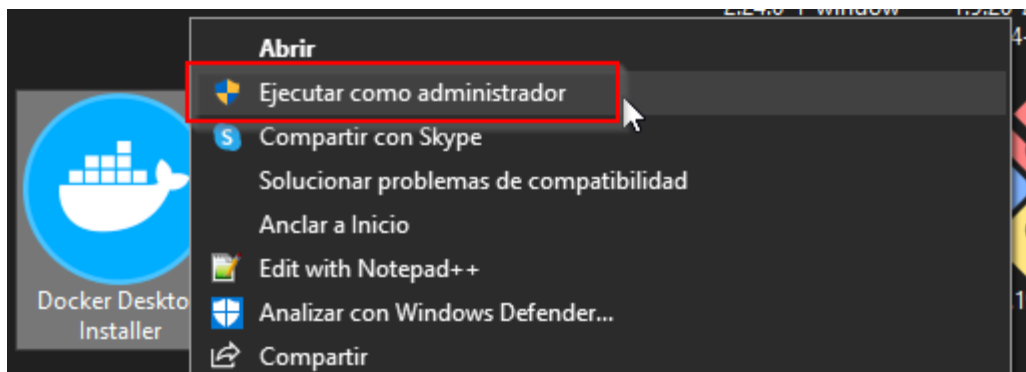 Abrir
Ejecutar como administrador
Compartir con Skype
Solucionar problemas de compatibilidad
Anclar a Inicio
Edit with Notepad++
Analizar con Windows Defender...
Compartir
Docker Deskto
Installer